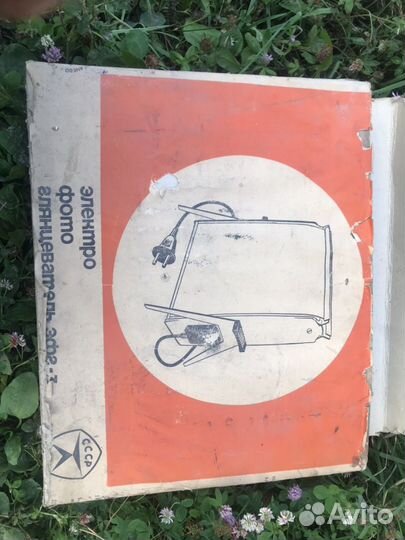 электро
фото
глянцеватель эфг-1
СССР
Avito